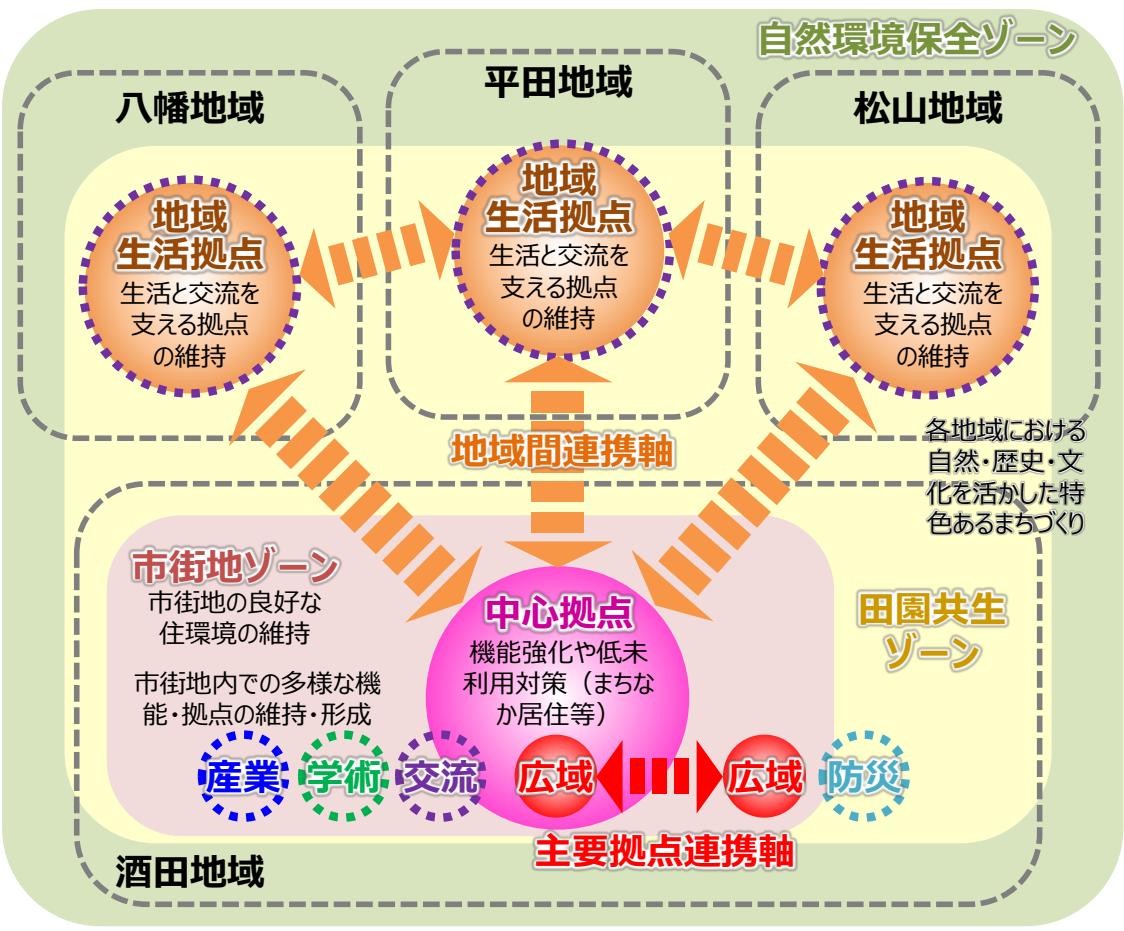 自然環境保全ゾーン
八幡地域
平田地域
松山地域
地域
生活拠点
生活と交流を
支える拠点
の維持
地域
生活拠点
生活と交流を
支える拠点
の維持
地域
生活拠点
生活と交流を
支える拠点
の維持
地域間連携軸
各地域における
自然・歴史・文
化を活かした特
色あるまちづくり
市街地ゾーン
市街地の良好な
住環境の維持
市街地内での多様な機
能・拠点の維持・形成
中心拠点
機能強化や低未
利用対策（まちな
か居住等）
田園共生
ゾーン
産業
学術
交流
広域
広域
防災
主要拠点連携軸
酒田地域